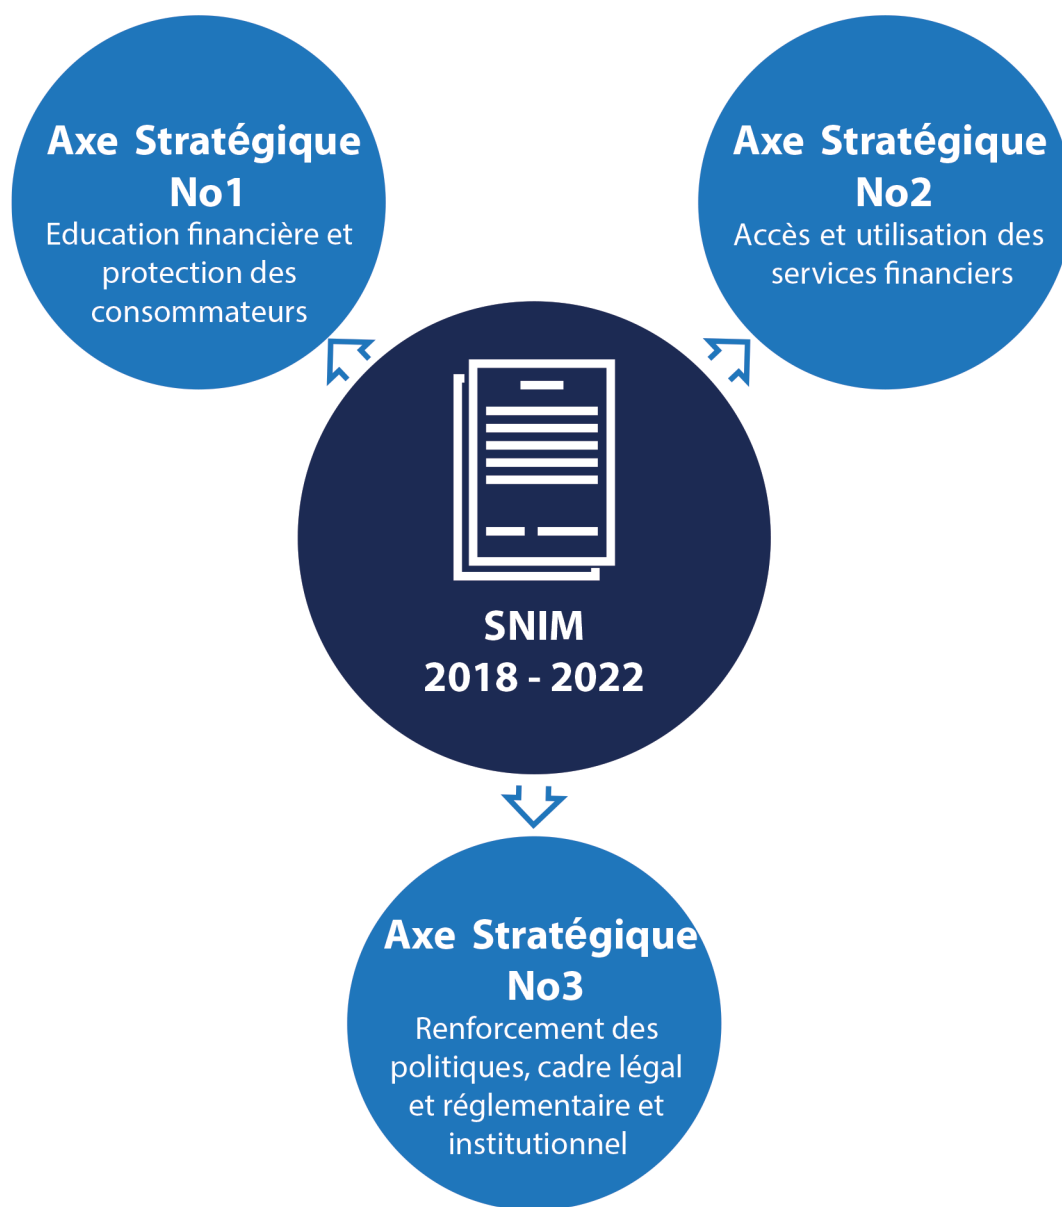 Axe Stratégique
No1
Education financière et
protection des
consommateurs
Axe Stratégique
No2
Accès et utilisation des
services financiers
SNIM
2018 - 2022
Axe Stratégique
No3
Renforcement des
politiques, cadre légal
et réglementaire et
institutionnel